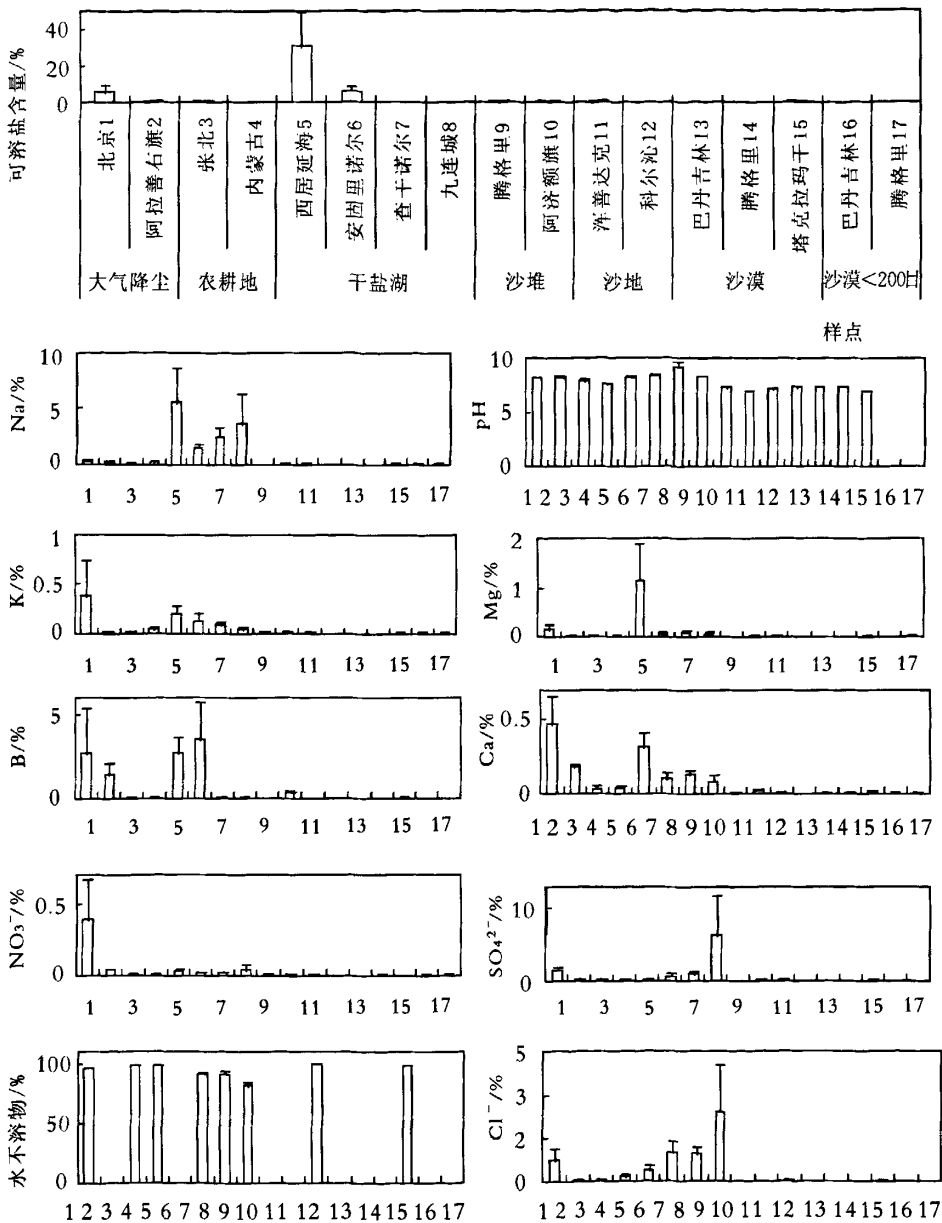 可溶盐含量/%
40
20
0
北京1
阿拉善右旗2
张北3
内蒙古4
西居延海5
安固里诺尔6
查干诺尔7
九连城8
腾格里9
阿济额旗10
浑善达克11
科尔沁12
巴丹吉林13
腾格里14
塔克拉玛干15
巴丹吉林16
腾格里17
大气降尘
农耕地
干盐湖
沙堆
沙地
沙漠
沙漠<200目
样点
Na/%
10
5
0
1 3 5 7 9 11 13 15 17
pH
10
5
0
1 2 3 4 5 6 7 8 9 10 11 12 13 14 15 16 17
K/%
1
0.5
0
1 3 5 7 9 11 13 15 17
Mg/%
2
1
0
1 3 5 7 9 11 13 15 17
B/%
5
0
1 3 5 7 9 11 13 15 17
Ca/%
0.5
0
1 2 3 4 5 6 7 8 9 10 11 12 13 14 15 16 17
NO₃⁻/%
0.5
0
1 3 5 7 9 11 13 15 17
SO₄²⁻/%
10
0
1 3 5 7 9 11 13 15 17
水不溶物/%
100
50
0
1 2 3 4 5 6 7 8 9 10 11 12 13 14 15 16 17
Cl⁻/%
5
3
2
0
1 2 3 4 5 6 7 8 9 10 11 12 13 14 15 16 17